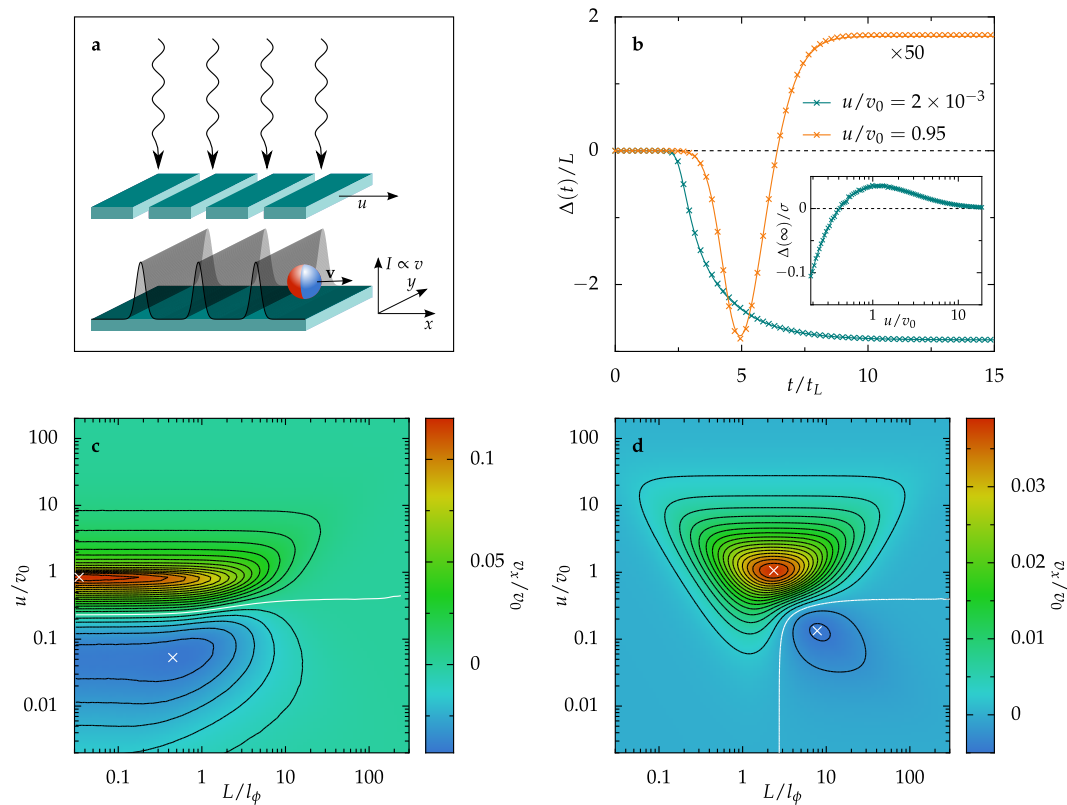 a
u
v
I ∝ v
y
x
b
2
0
−2
Δ(t)/L
×50
u/v₀ = 2 × 10⁻³
u/v₀ = 0.95
0
−0.1
Δ(∞)/σ
1
10
u/v₀
0
5
10
15
t/t_L
c
100
10
1
0.1
0.01
u/v₀
0.1
1
10
100
L/l_ϕ
0.1
0.05
0
v_x/v₀
d
100
10
1
0.1
0.01
u/v₀
0.1
1
10
100
L/l_ϕ
0.03
0.02
0.01
0
v_x/v₀